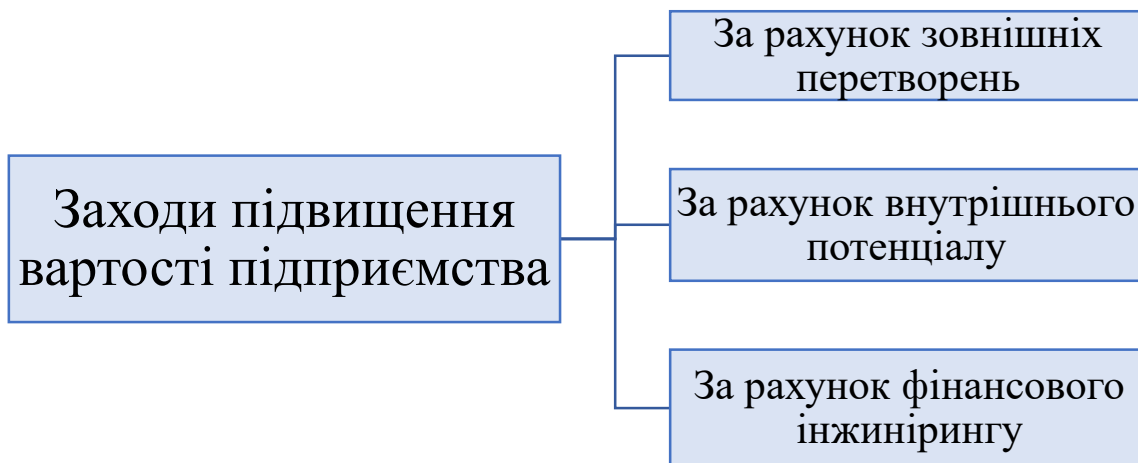 За рахунок зовнішніх
перетворень
Заходи підвищення
вартості підприємства
За рахунок внутрішнього
потенціалу
За рахунок фінансового
інжинірингу